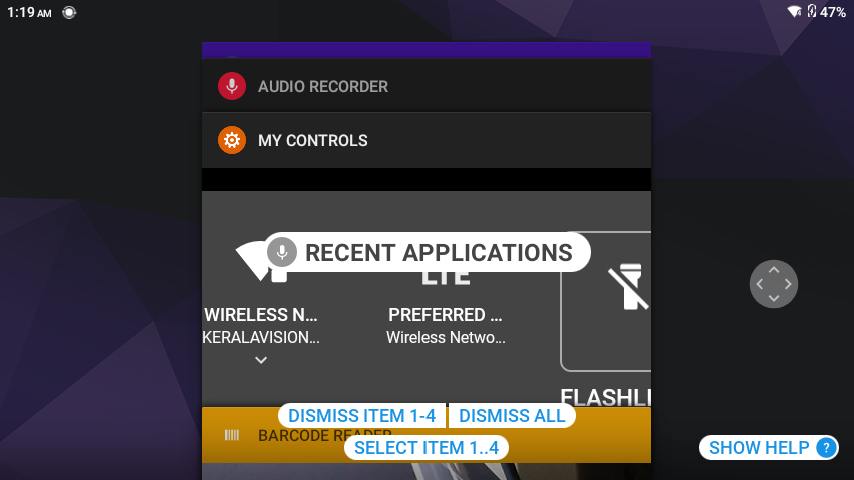 1:19 AM
47%
AUDIO RECORDER
MY CONTROLS
RECENT APPLICATIONS
LTE
WIRELESS N...
PREFERRED ...
KERALAVISION...
Wireless Netwo...
FLASHLI
DISMISS ITEM 1-4
DISMISS ALL
BARCODE READER
SELECT ITEM 1..4
SHOW HELP ?